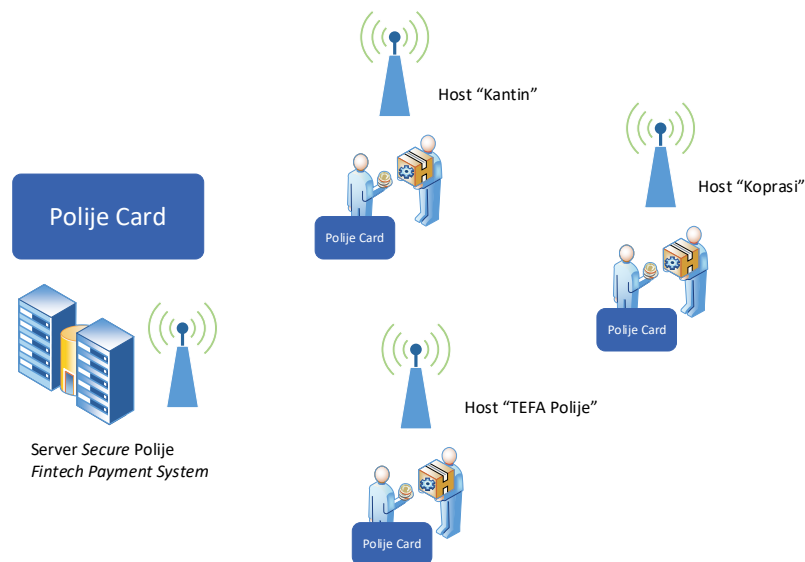 Host “Kantin”
Host “Koprasi”
Polije Card
Polije Card
Polije Card
Host “TEFA Polije”
Server Secure Polije
Fintech Payment System
Polije Card